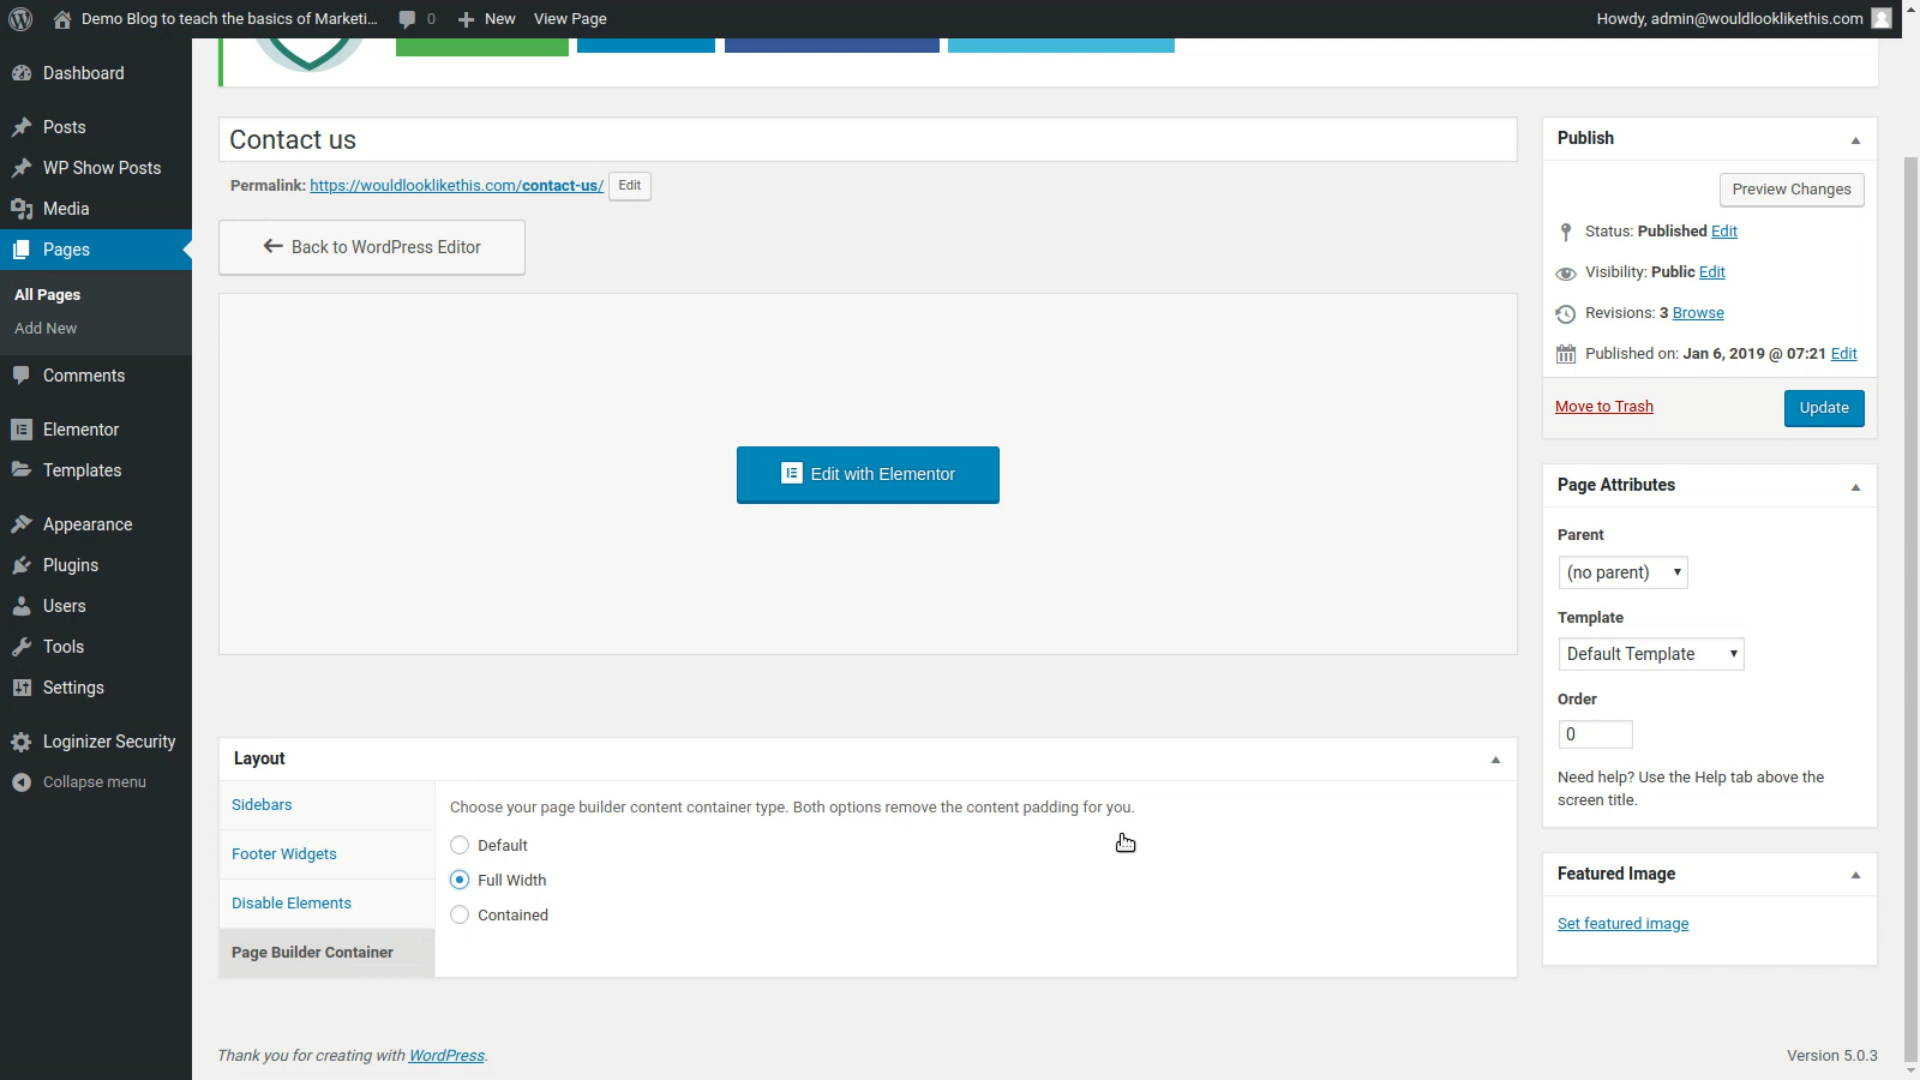 Demo Blog to teach the basics of Marketi... 0 New View Page Howdy, admin@wouldlooklikethis.com
Dashboard
Posts
WP Show Posts
Media
Pages
All Pages
Add New
Comments
Elementor
Templates
Appearance
Plugins
Users
Tools
Settings
Loginizer Security
Collapse menu
Contact us
Permalink: https://wouldlooklikethis.com/contact-us/ Edit
Back to WordPress Editor
Edit with Elementor
Layout
Sidebars
Footer Widgets
Disable Elements
Page Builder Container
Choose your page builder content container type. Both options remove the content padding for you.
Default
Full Width
Contained
Publish
Preview Changes
Status: Published Edit
Visibility: Public Edit
Revisions: 3 Browse
Published on: Jan 6, 2019 @ 07:21 Edit
Move to Trash Update
Page Attributes
Parent
(no parent)
Template
Default Template
Order
0
Need help? Use the Help tab above the
screen title.
Featured Image
Set featured image
Thank you for creating with WordPress.
Version 5.0.3